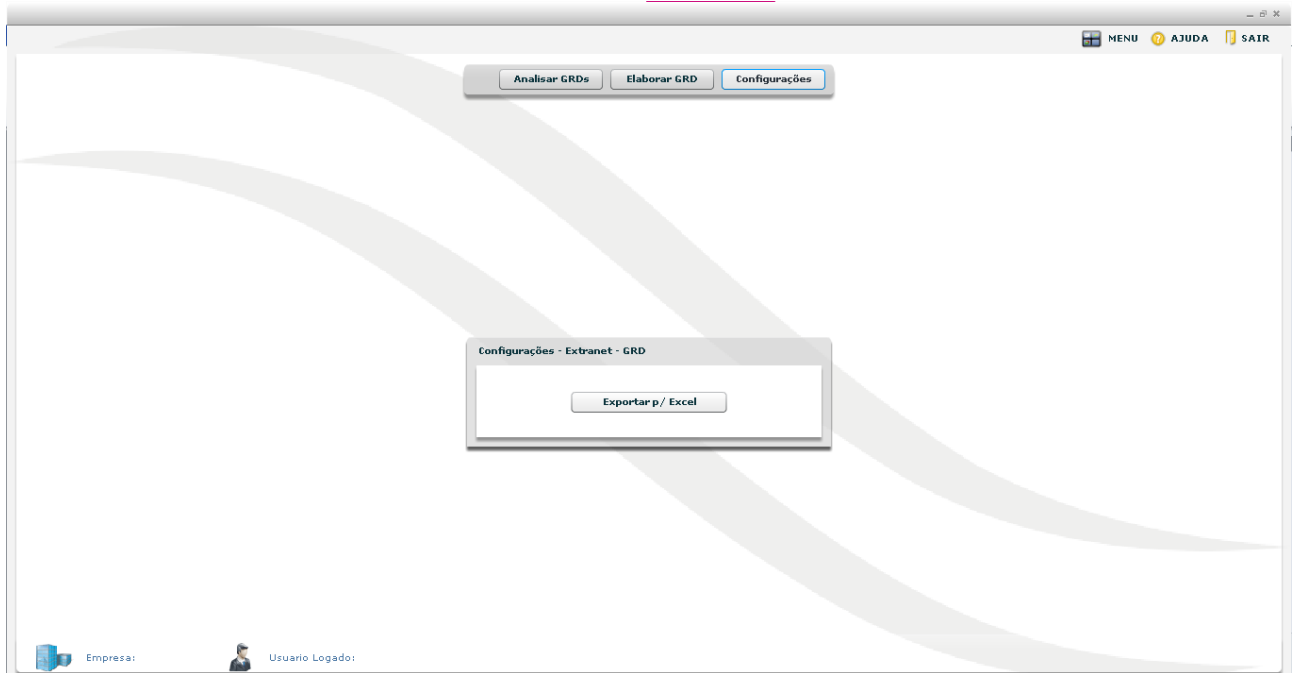 MENU AJUDA SAIR
Analisar GRDs Elaborar GRD Configurações
Configurações - Extranet - GRD
Exportar p/ Excel
Empresa: Usuario Logado: